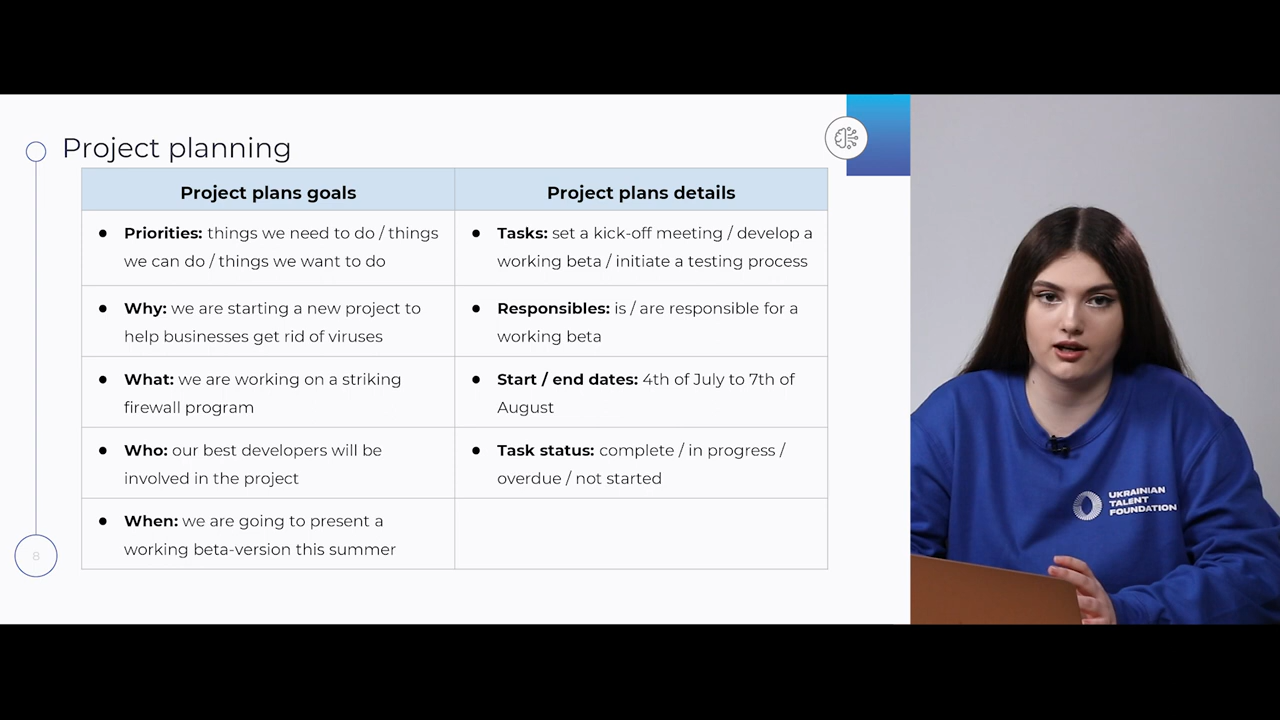 Project planning
Project plans goals
Project plans details
● Priorities: things we need to do / things
we can do / things we want to do
● Tasks: set a kick-off meeting / develop a
working beta / initiate a testing process
● Why: we are starting a new project to
help businesses get rid of viruses
● Responsibles: is / are responsible for a
working beta
● What: we are working on a striking
firewall program
● Start / end dates: 4th of July to 7th of
August
● Who: our best developers will be
involved in the project
● Task status: complete / in progress /
overdue / not started
● When: we are going to present a
working beta-version this summer
8
UKRAINIAN
TALENT
FOUNDATION